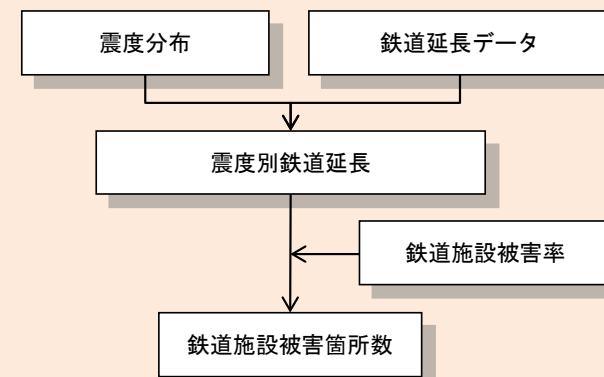 震度分布
鉄道延長データ
震度別鉄道延長
鉄道施設被害率
鉄道施設被害箇所数